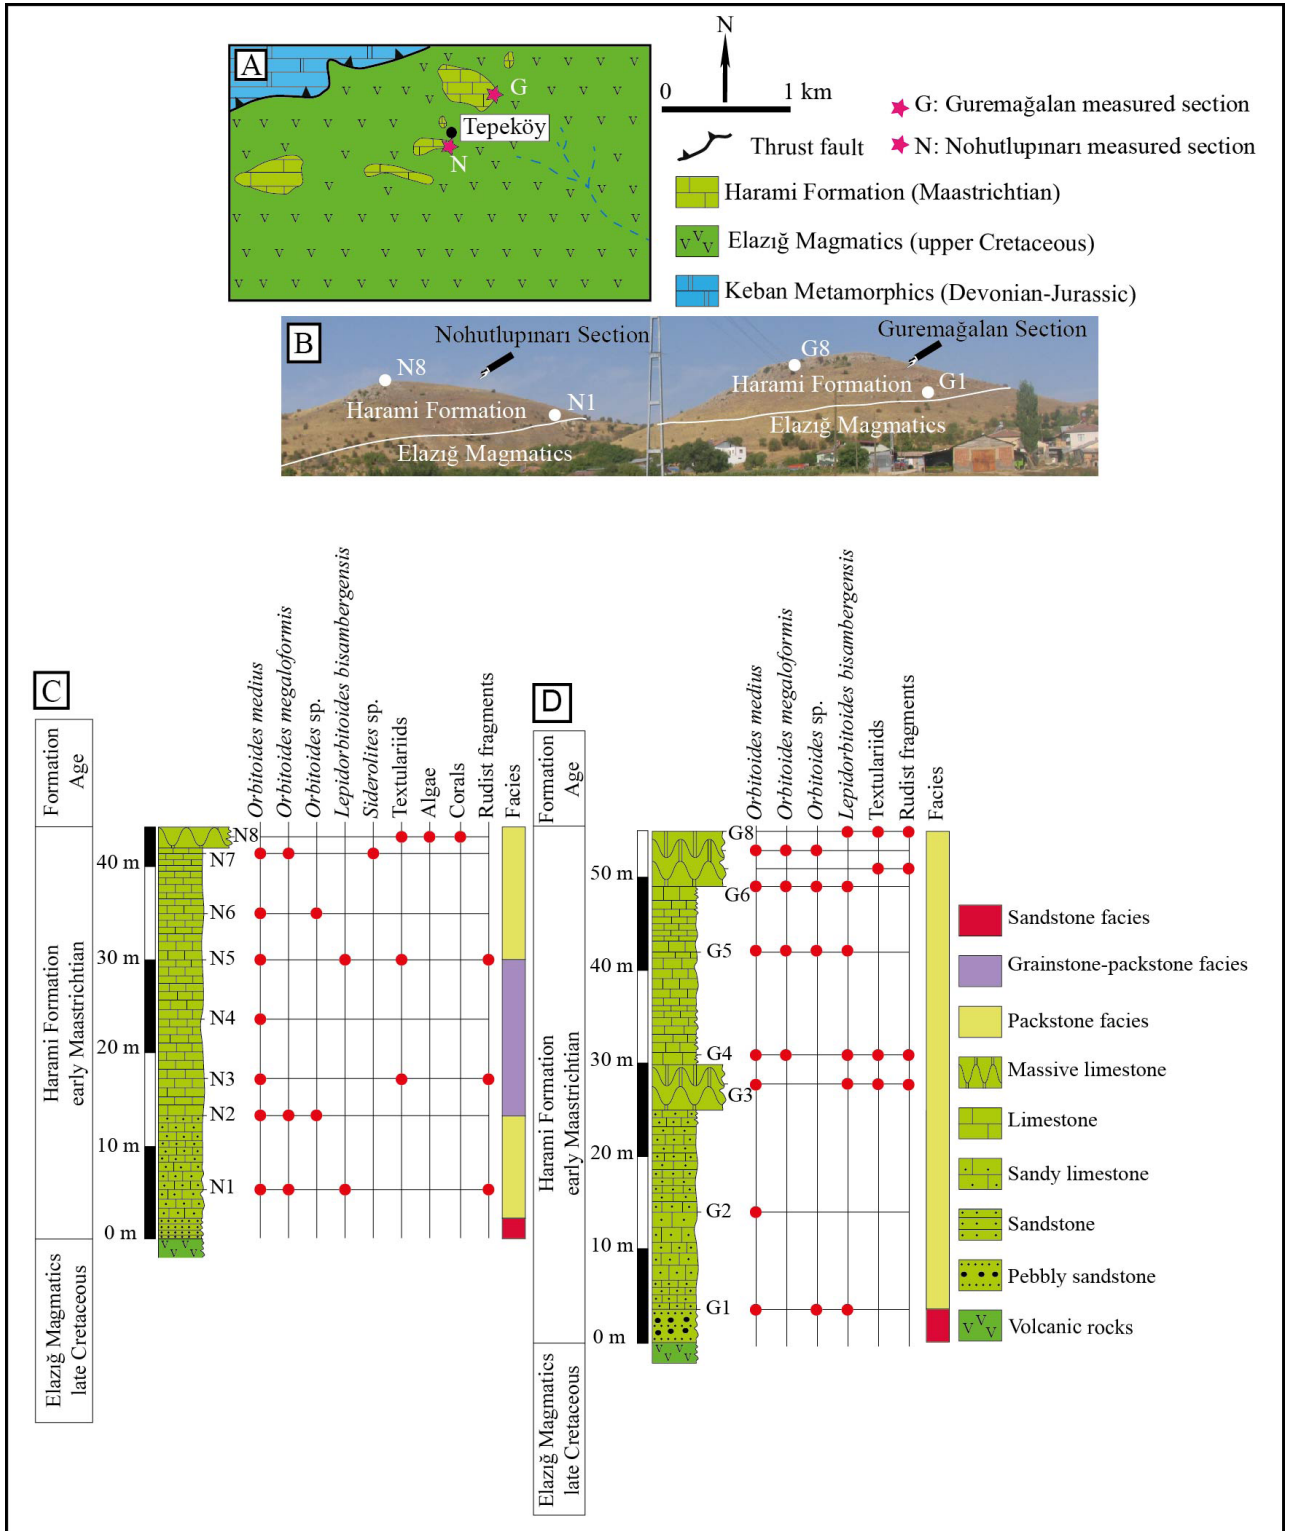 A
G
Tepeköy
N
N
0 1 km
Thrust fault
G: Guremağalan measured section
N: Nohutlupınarı measured section
Harami Formation (Maastrichtian)
V V V
Elazığ Magmatics (upper Cretaceous)
Keban Metamorphics (Devonian-Jurassic)
B
Nohutlupınarı Section
N8
Harami Formation
N1
Elazığ Magmatics
Guremağalan Section
G8
Harami Formation
G1
Elazığ Magmatics
C
Formation
Age
Orbitoides medius
Orbitoides megaloformis
Orbitoides sp.
Lepidorbitoides bisambergensis
Siderolites sp.
Textulariids
Algae
Corals
Rudist fragments
Facies
Harami Formation
early Maastrichtian
Elazığ Magmatics
late Cretaceous
40 m
30 m
20 m
10 m
0 m
N8
N7
N6
N5
N4
N3
N2
N1
D
Formation
Age
Orbitoides medius
Orbitoides megaloformis
Orbitoides sp.
Lepidorbitoides bisambergensis
Textulariids
Rudist fragments
Facies
Harami Formation
early Maastrichtian
Elazığ Magmatics
late Cretaceous
50 m
40 m
30 m
20 m
10 m
0 m
G8
G6
G5
G4
G3
G2
G1
Sandstone facies
Grainstone-packstone facies
Packstone facies
Massive limestone
Limestone
Sandy limestone
Sandstone
Pebbly sandstone
V V V
Volcanic rocks